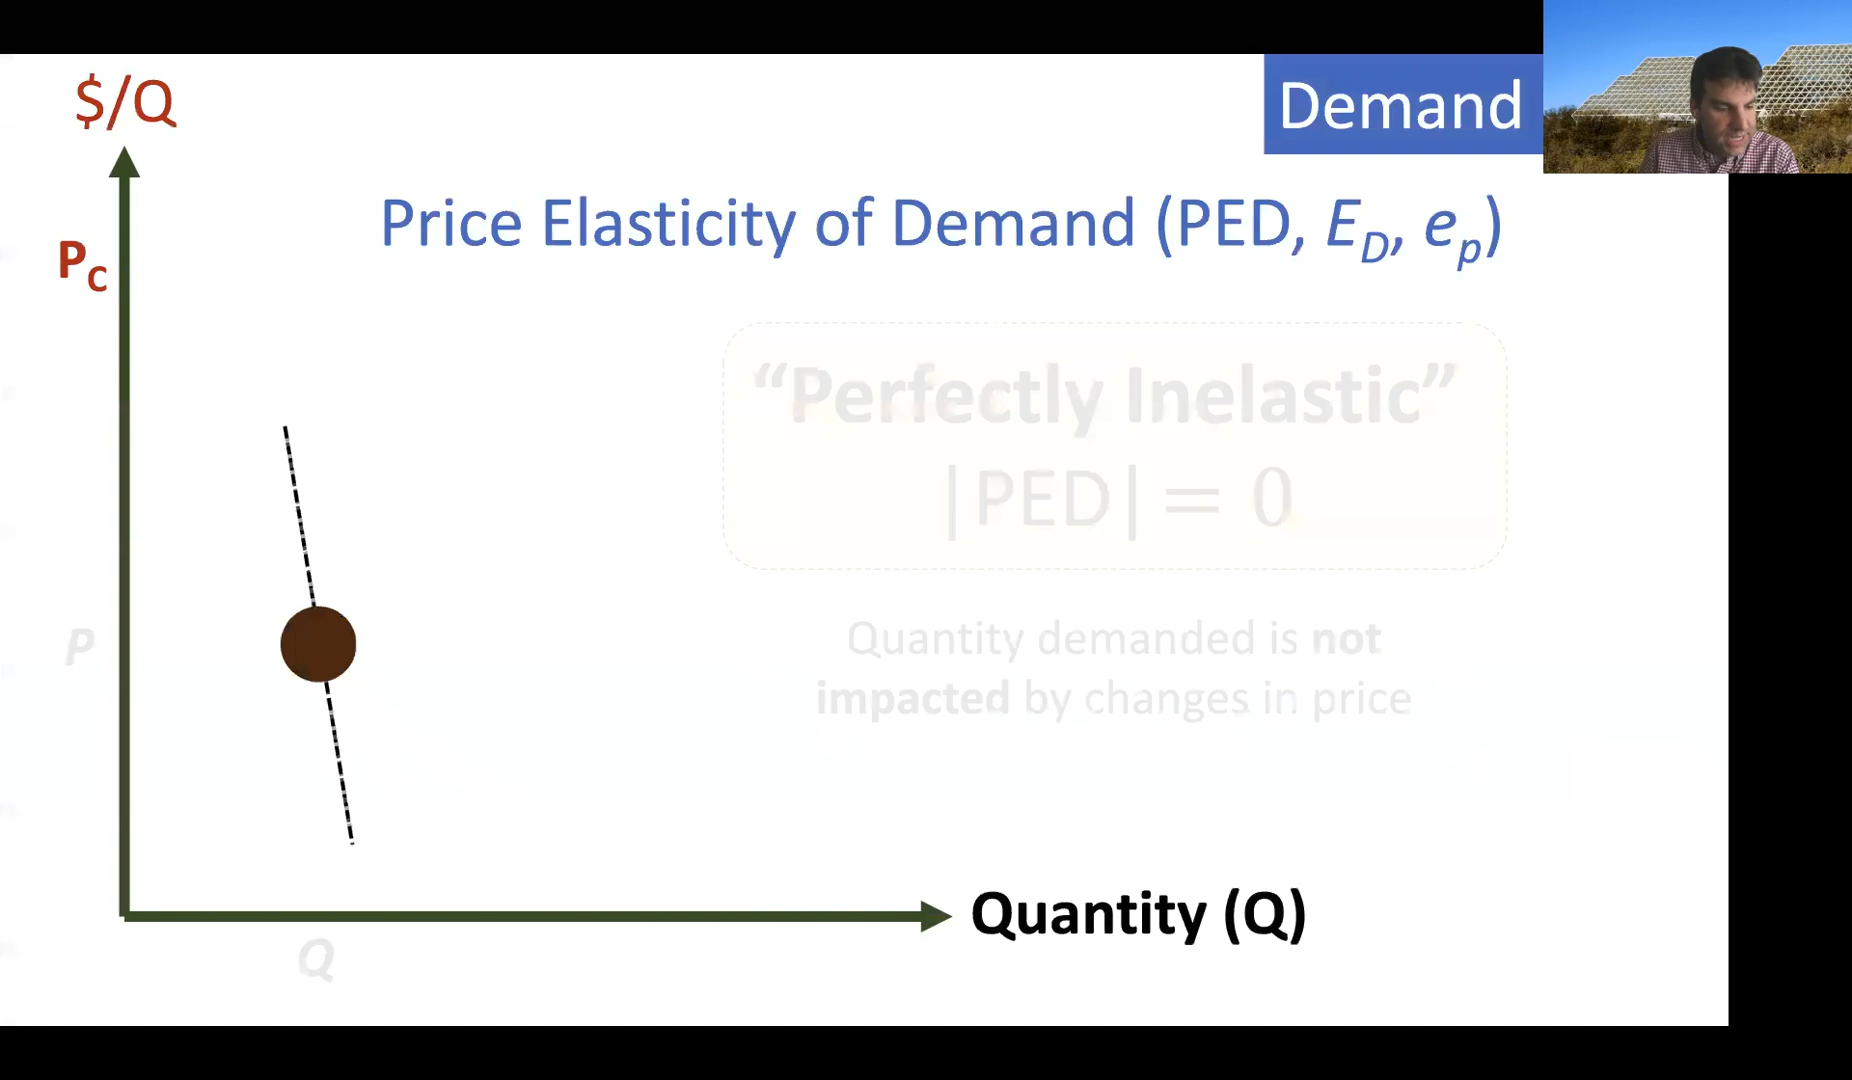 $/Q
Demand
Price Elasticity of Demand (PED, E_D, e_p)
P_C
“Perfectly Inelastic”
|PED| = 0
P
Quantity demanded is not
impacted by changes in price
Quantity (Q)
Q